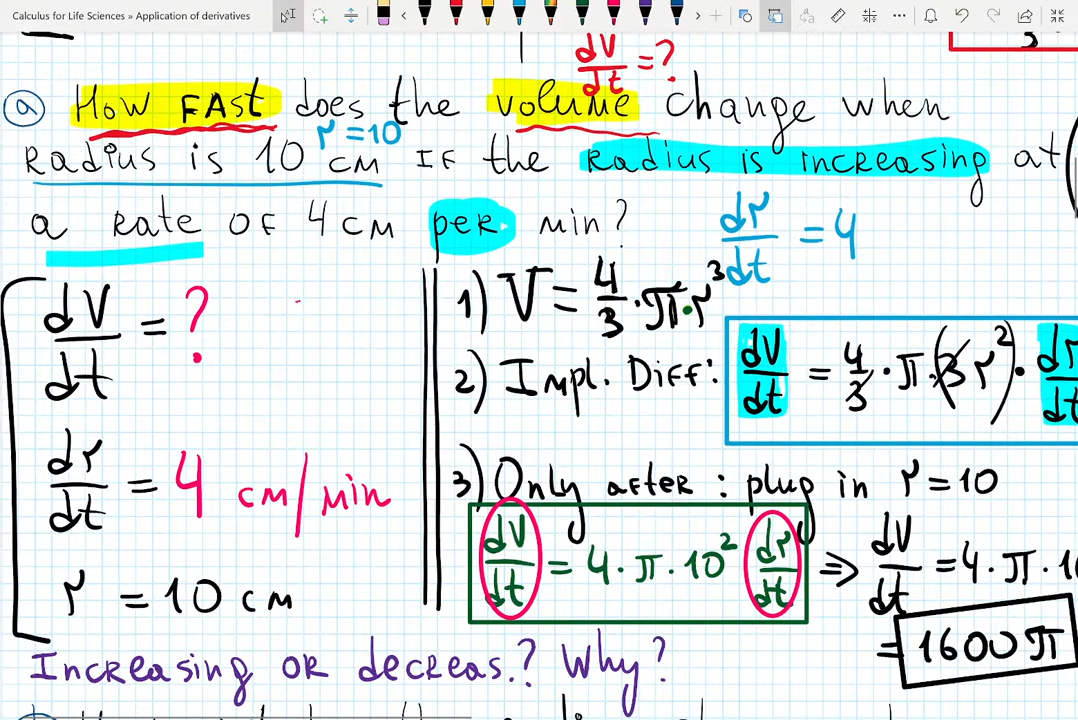 Calculus for Life Sciences » Application of derivatives
dV/dt = ?
ⓐ How FAST does the volume change when
r = 10
Radius is 10 cm IF the radius is increasing at
a rate OF 4 cm per min?
dr/dt = 4
dV/dt = ?
dr/dt = 4 cm/min
r = 10 cm
1) V = 4/3 · π · r³
2) Impl. Diff: dV/dt = 4/3 · π · (3r²) · dr/dt
3) Only after: plug in r = 10
dV/dt = 4 · π · 10² dr/dt ⇒ dV/dt = 4 · π · 10
= 1600 π
Increasing OR decreas.? Why?